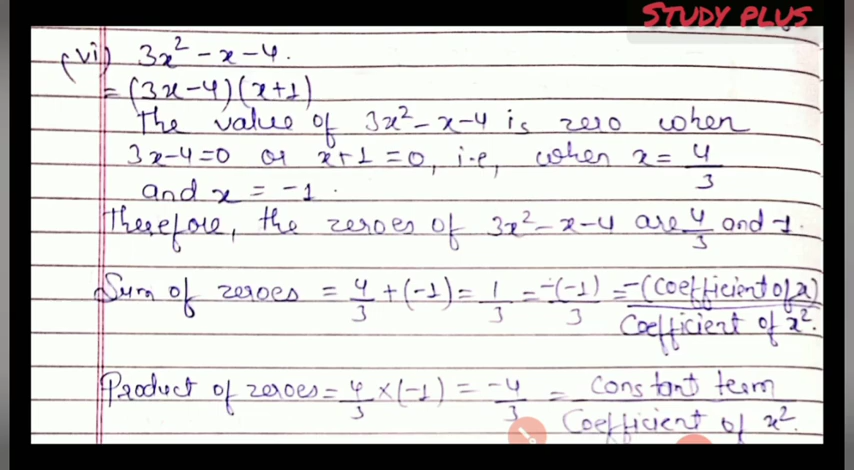 STUDY PLUS
(vi) 3x² - x - 4.
= (3x-4)(x+1)
The value of 3x² - x - 4 is zero when
3x-4=0 or x+1=0, i.e, when x = 4/3
and x = -1.
Therefore, the zeroes of 3x² - x - 4 are 4/3 and -1.
Sum of zeroes = 4/3 + (-1) = 1/3 = -(-1)/3 = -(Coefficient of x)/Coefficient of x².
Product of zeroes = 4/3 × (-1) = -4/3 = Constant term/Coefficient of x².